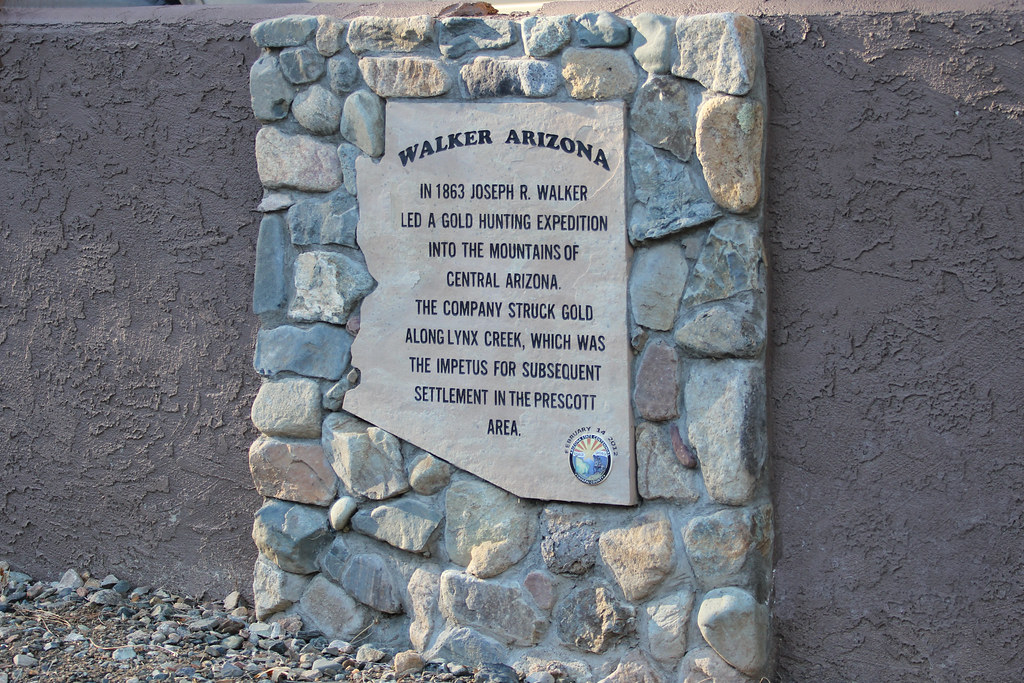 WALKER ARIZONA
IN 1863 JOSEPH R. WALKER
LED A GOLD HUNTING EXPEDITION
INTO THE MOUNTAINS OF
CENTRAL ARIZONA.
THE COMPANY STRUCK GOLD
ALONG LYNX CREEK, WHICH WAS
THE IMPETUS FOR SUBSEQUENT
SETTLEMENT IN THE PRESCOTT
AREA.
FEBRUARY 14 2012